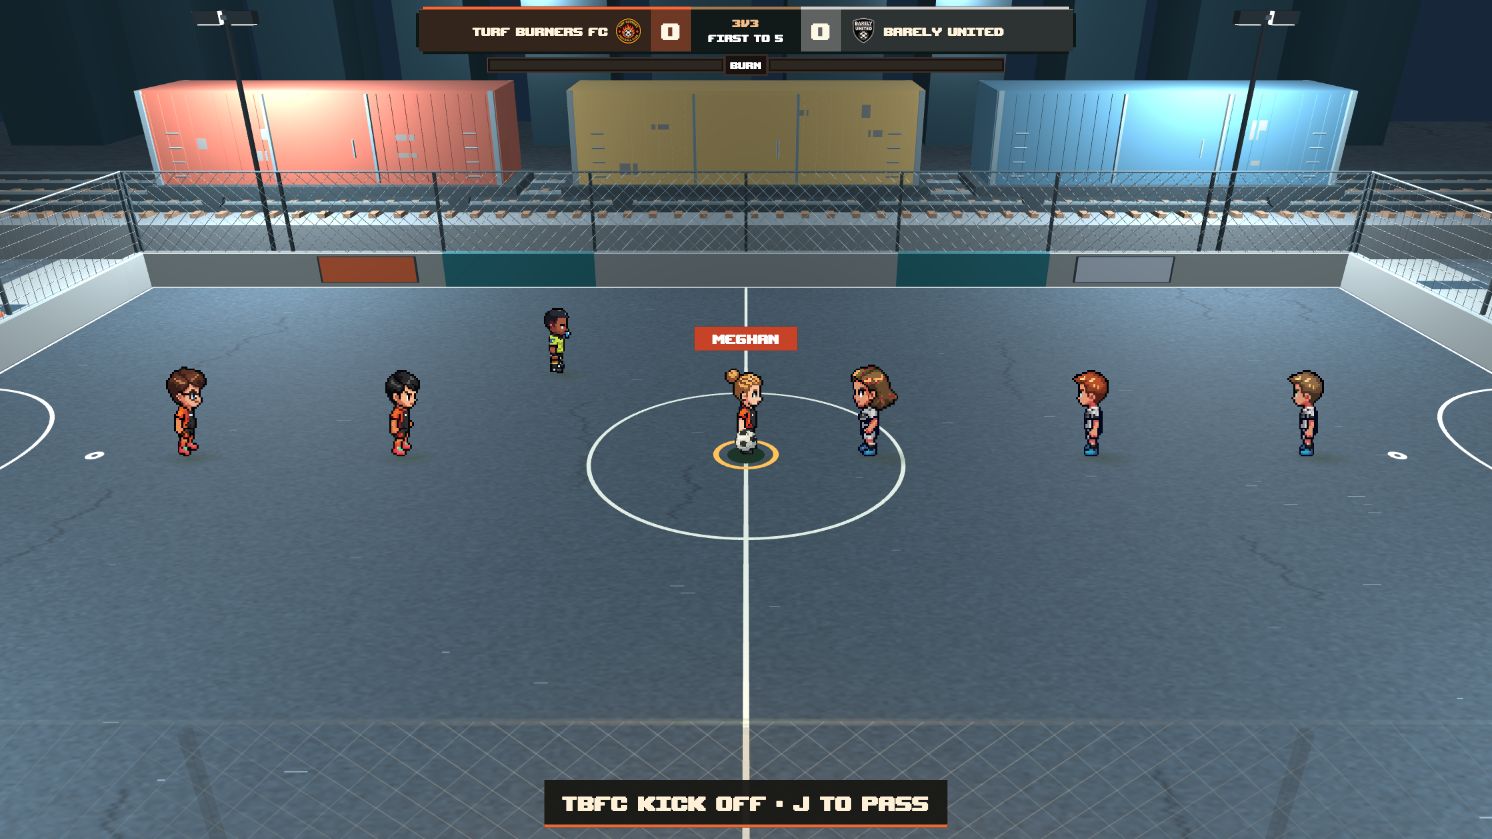 TURF BURNERS FC 0 3V3 0 BARELY UNITED
FIRST TO 5
BURN
MEGHAN
TBFC KICK OFF · J TO PASS